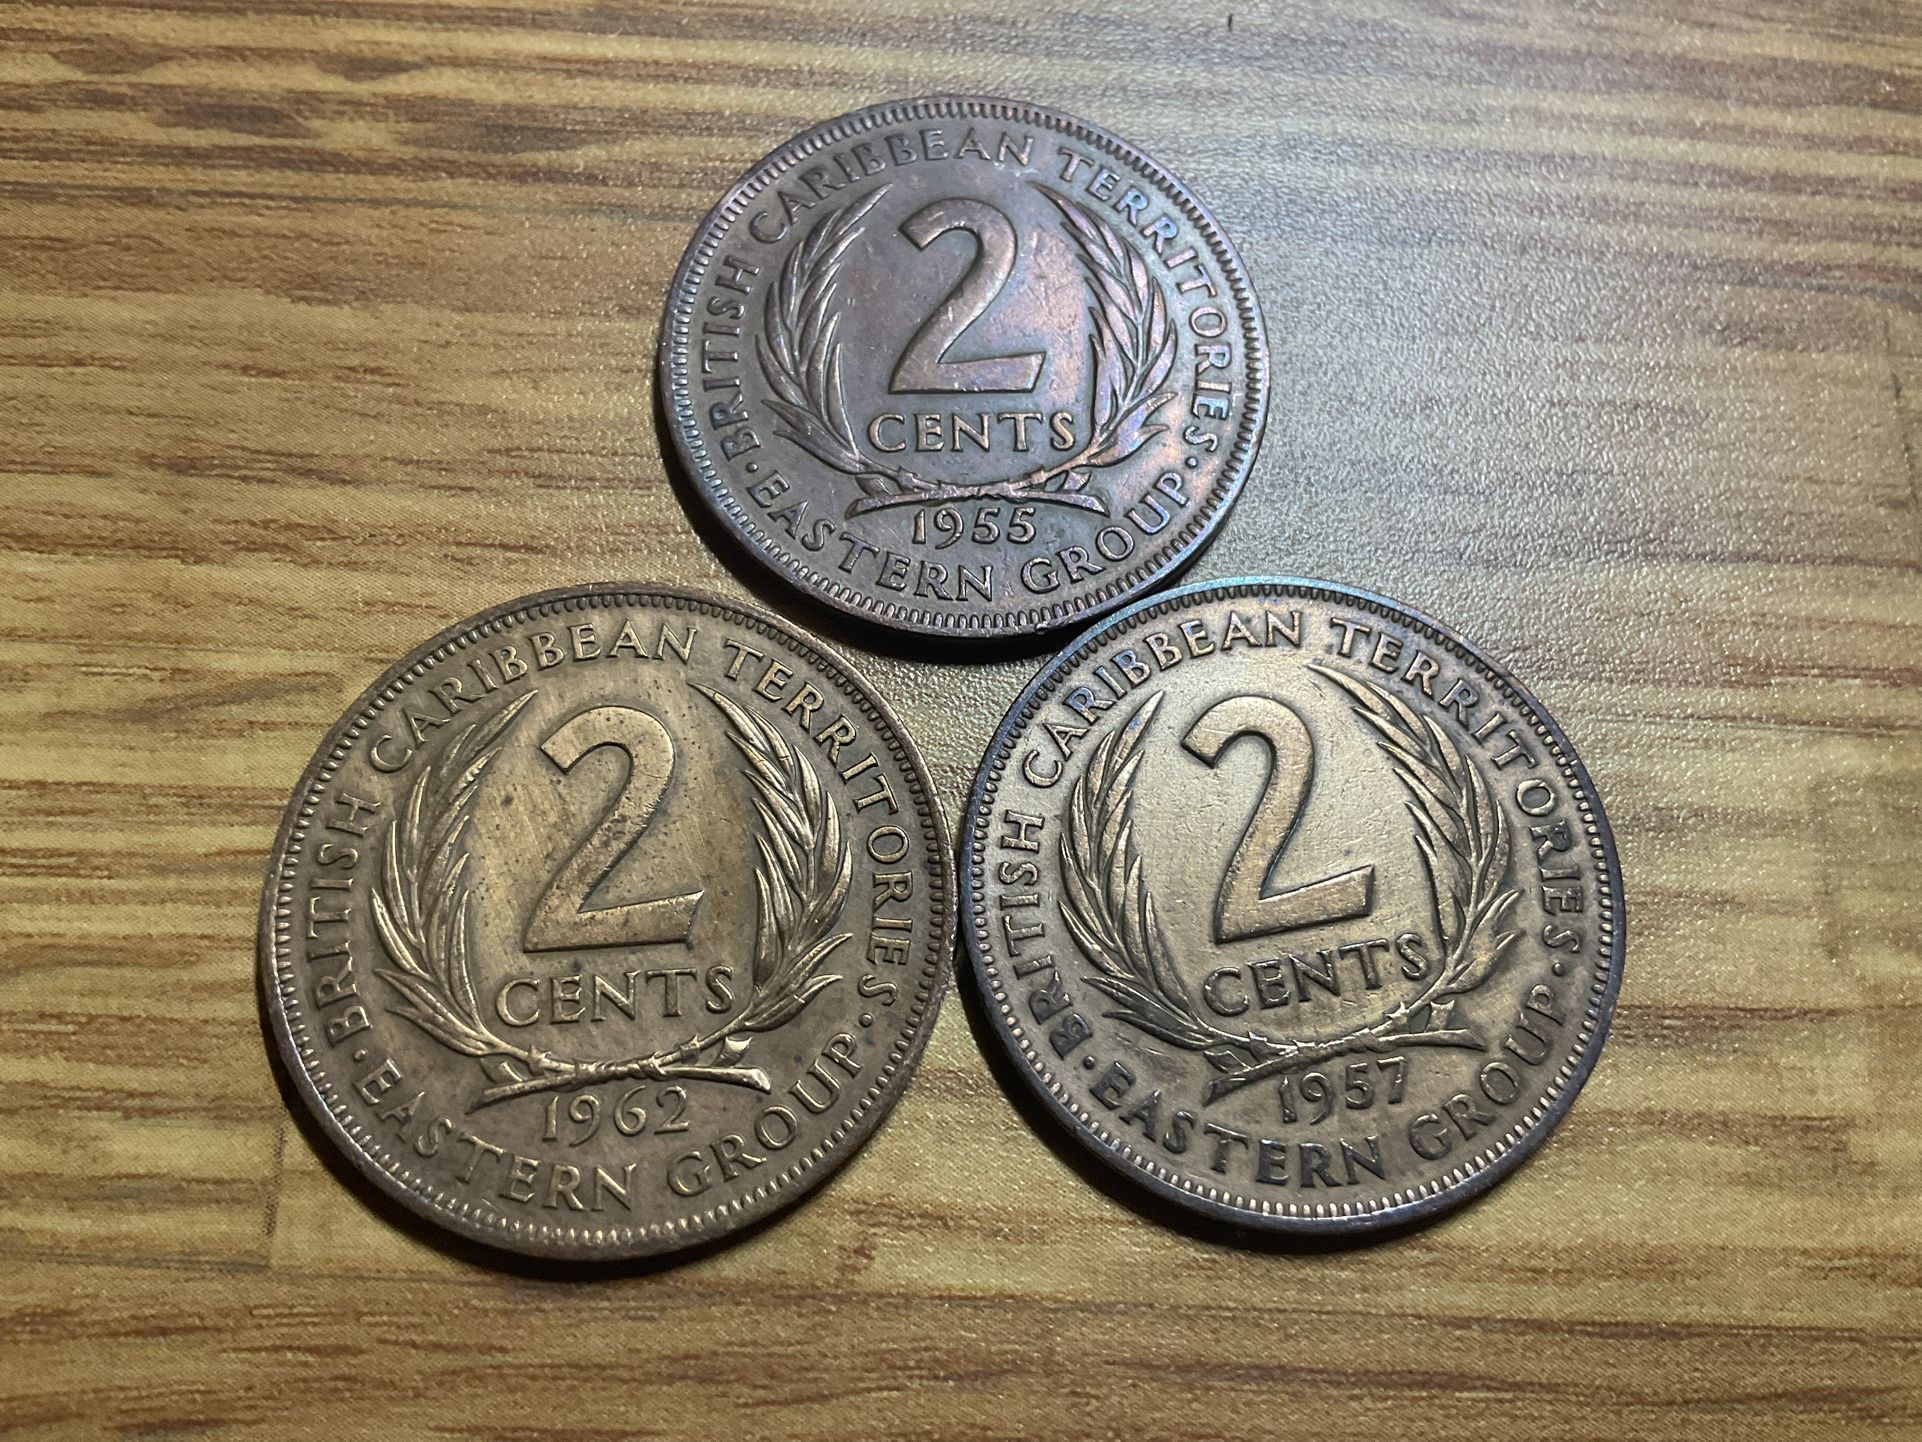 BRITISH CARIBBEAN TERRITORIES
2
CENTS
1955
· EASTERN GROUP ·
BRITISH CARIBBEAN TERRITORIES
2
CENTS
1962
· EASTERN GROUP ·
BRITISH CARIBBEAN TERRITORIES
2
CENTS
1957
· EASTERN GROUP ·